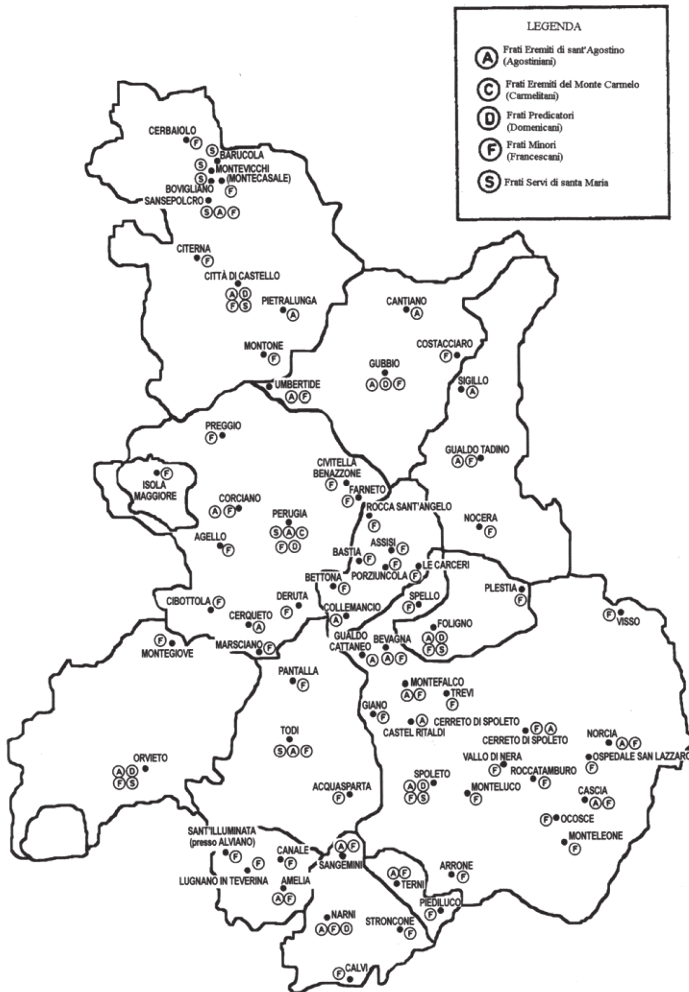 LEGENDA
A Frati Eremiti di sant'Agostino
(Agostiniani)
C Frati Eremiti del Monte Carmelo
(Carmelitani)
D Frati Predicatori
(Domenicani)
F Frati Minori
(Francescani)
S Frati Servi di santa Maria
CERBAIOLO
F
S
BARUCOLA
S
MONTEVICCHI
S
(MONTECASALE)
F
BOVIGLIANO
SANSEPOLCRO
S A F
CITERNA
F
CITTÀ DI CASTELLO
A D
F S
PIETRALUNGA
A
CANTIANO
A
MONTONE
F
COSTACCIARO
F
GUBBIO
A D F
UMBERTIDE
A F
SIGILLO
A
PREGGIO
F
GUALDO TADINO
A F
CIVITELLA
BENAZZONE
F
FARNETO
F
F
ISOLA
MAGGIORE
CORCIANO
A F
ROCCA SANT'ANGELO
F
PERUGIA
S A C
F D
NOCERA
F
AGELLO
F
ASSISI
F
BASTIA F
F
PORZIUNCOLA
LE CARCERI
F
BETTONA
F
PLESTIA
F
CIBOTTOLA
F
DERUTA
F
SPELLO
F
COLLEMANCIO
A
VISSO
F
CERQUETO
A
FOLIGNO
A D
F S
MONTEGIOVE
F
MARSCIANO F
GUALDO
CATTANEO
A
BEVAGNA
A F
PANTALLA
F
MONTEFALCO
A F
TREVI
F
GIANO
F
CASTEL RITALDI
A
CERRETO DI SPOLETO
F A
CERRETO DI SPOLETO
TODI
S A F
NORCIA
A F
OSPEDALE SAN LAZZARO
F
VALLO DI NERA
F
ROCCATAMBURO
F
ORVIETO
A D
F S
SPOLETO
A D
F S
MONTELUCO
F
ACQUASPARTA
F
CASCIA
A F
OCOSCE
F
MONTELEONE
F
SANT'ILLUMINATA
(presso ALVIANO)
F
F
LUGNANO IN TEVERINA
CANALE
F
A F
SANGEMINI
AMELIA
A F
A F
TERNI
ARRONE
F
PIEDILUCO
F
NARNI
A F D
STRONCONE
F
F CALVI